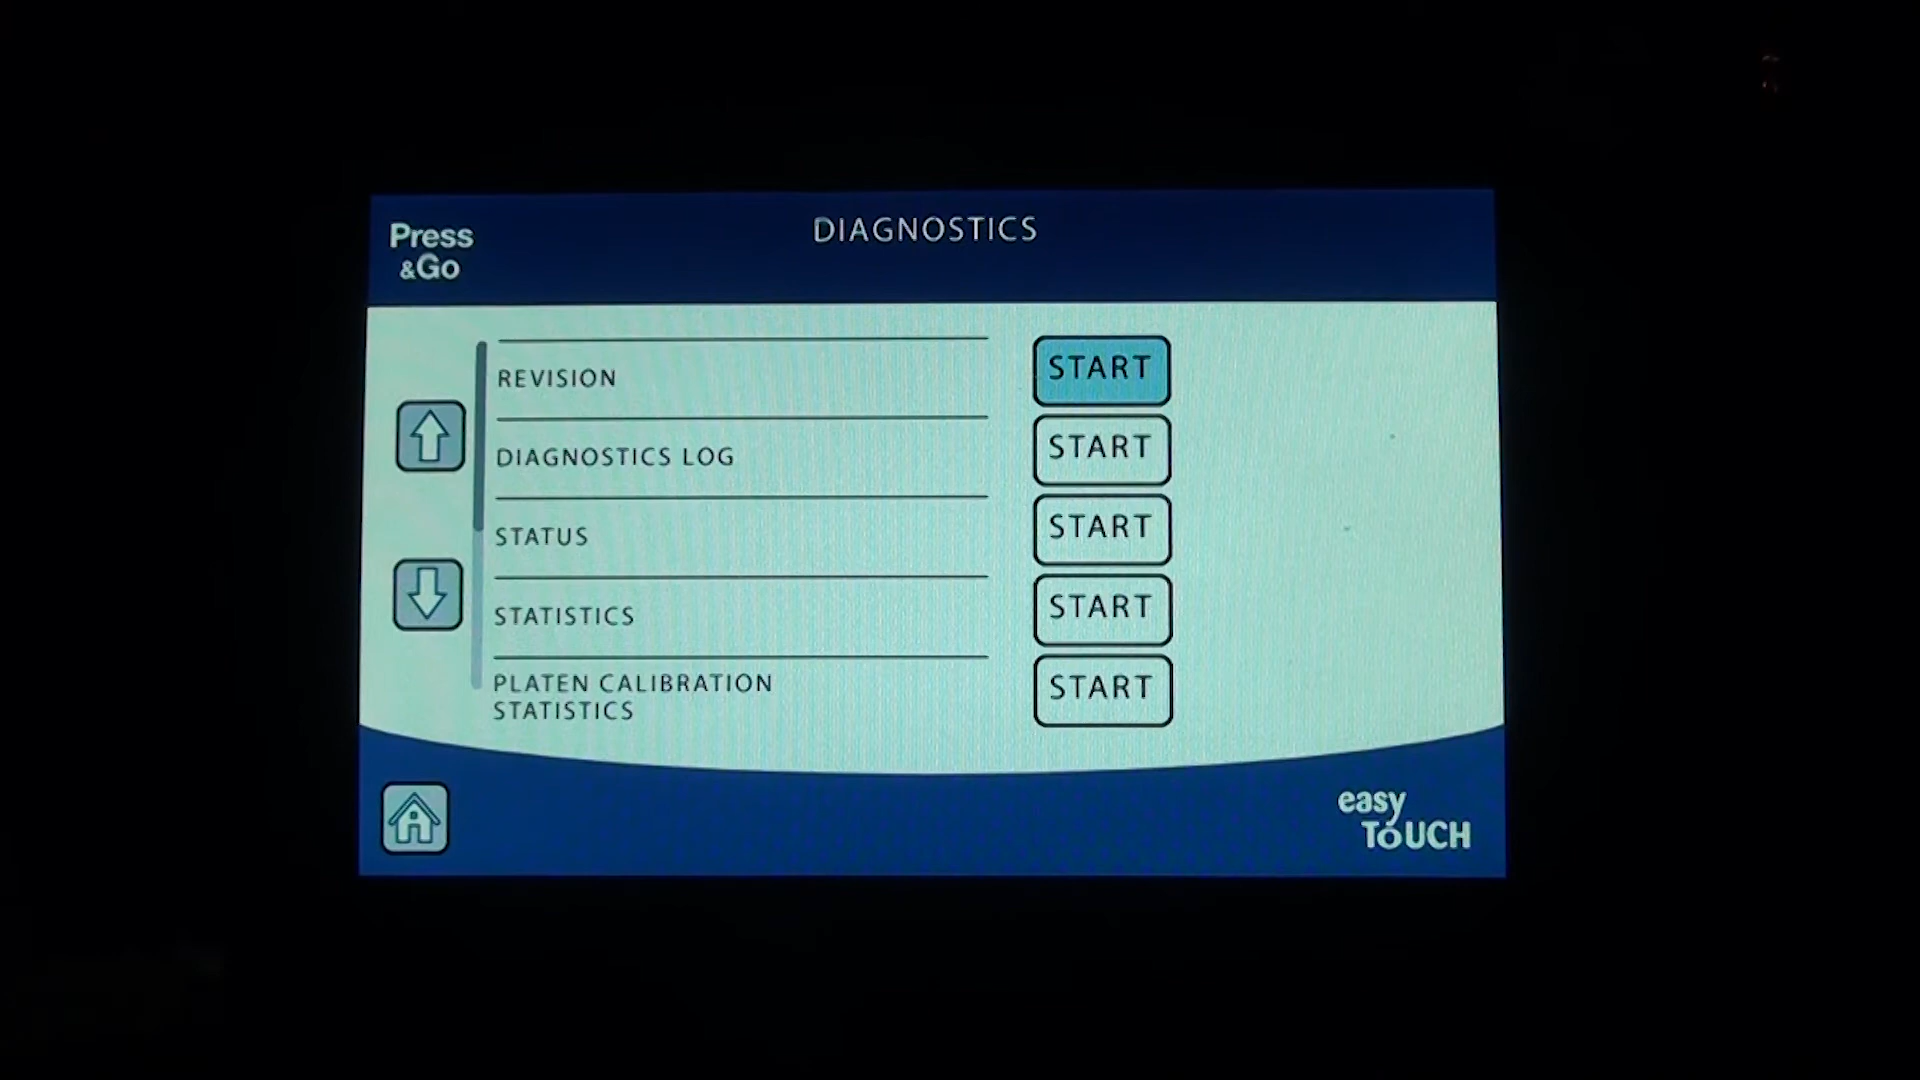 Press
&Go
DIAGNOSTICS
REVISION
START
DIAGNOSTICS LOG
START
STATUS
START
STATISTICS
START
PLATEN CALIBRATION
STATISTICS
START
easy
TOUCH